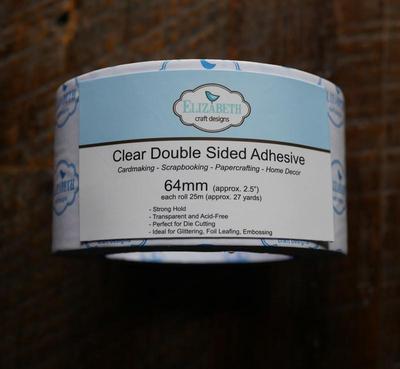 ELIZABETH
craft designs
Clear Double Sided Adhesive
Cardmaking - Scrapbooking - Papercrafting - Home Decor
64mm (approx. 2.5")
each roll 25m (approx. 27 yards)
- Strong Hold
- Transparent and Acid-Free
- Perfect for Die Cutting
- Ideal for Glittering, Foil Leafing, Embossing